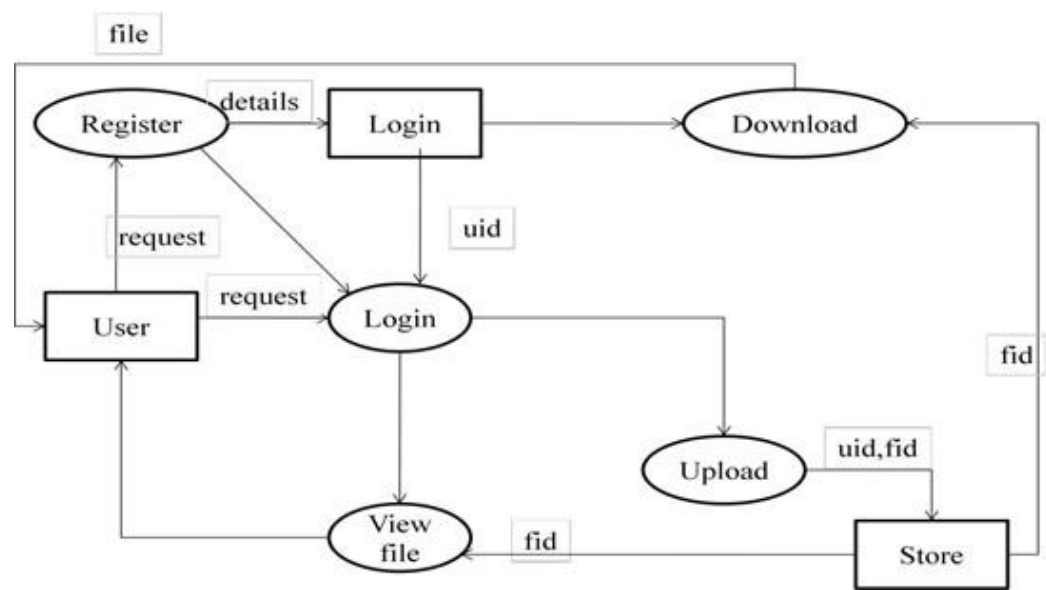 file
details
Register
Login
Download
uid
request
request
User
Login
fid
Upload
uid,fid
View
file
fid
Store